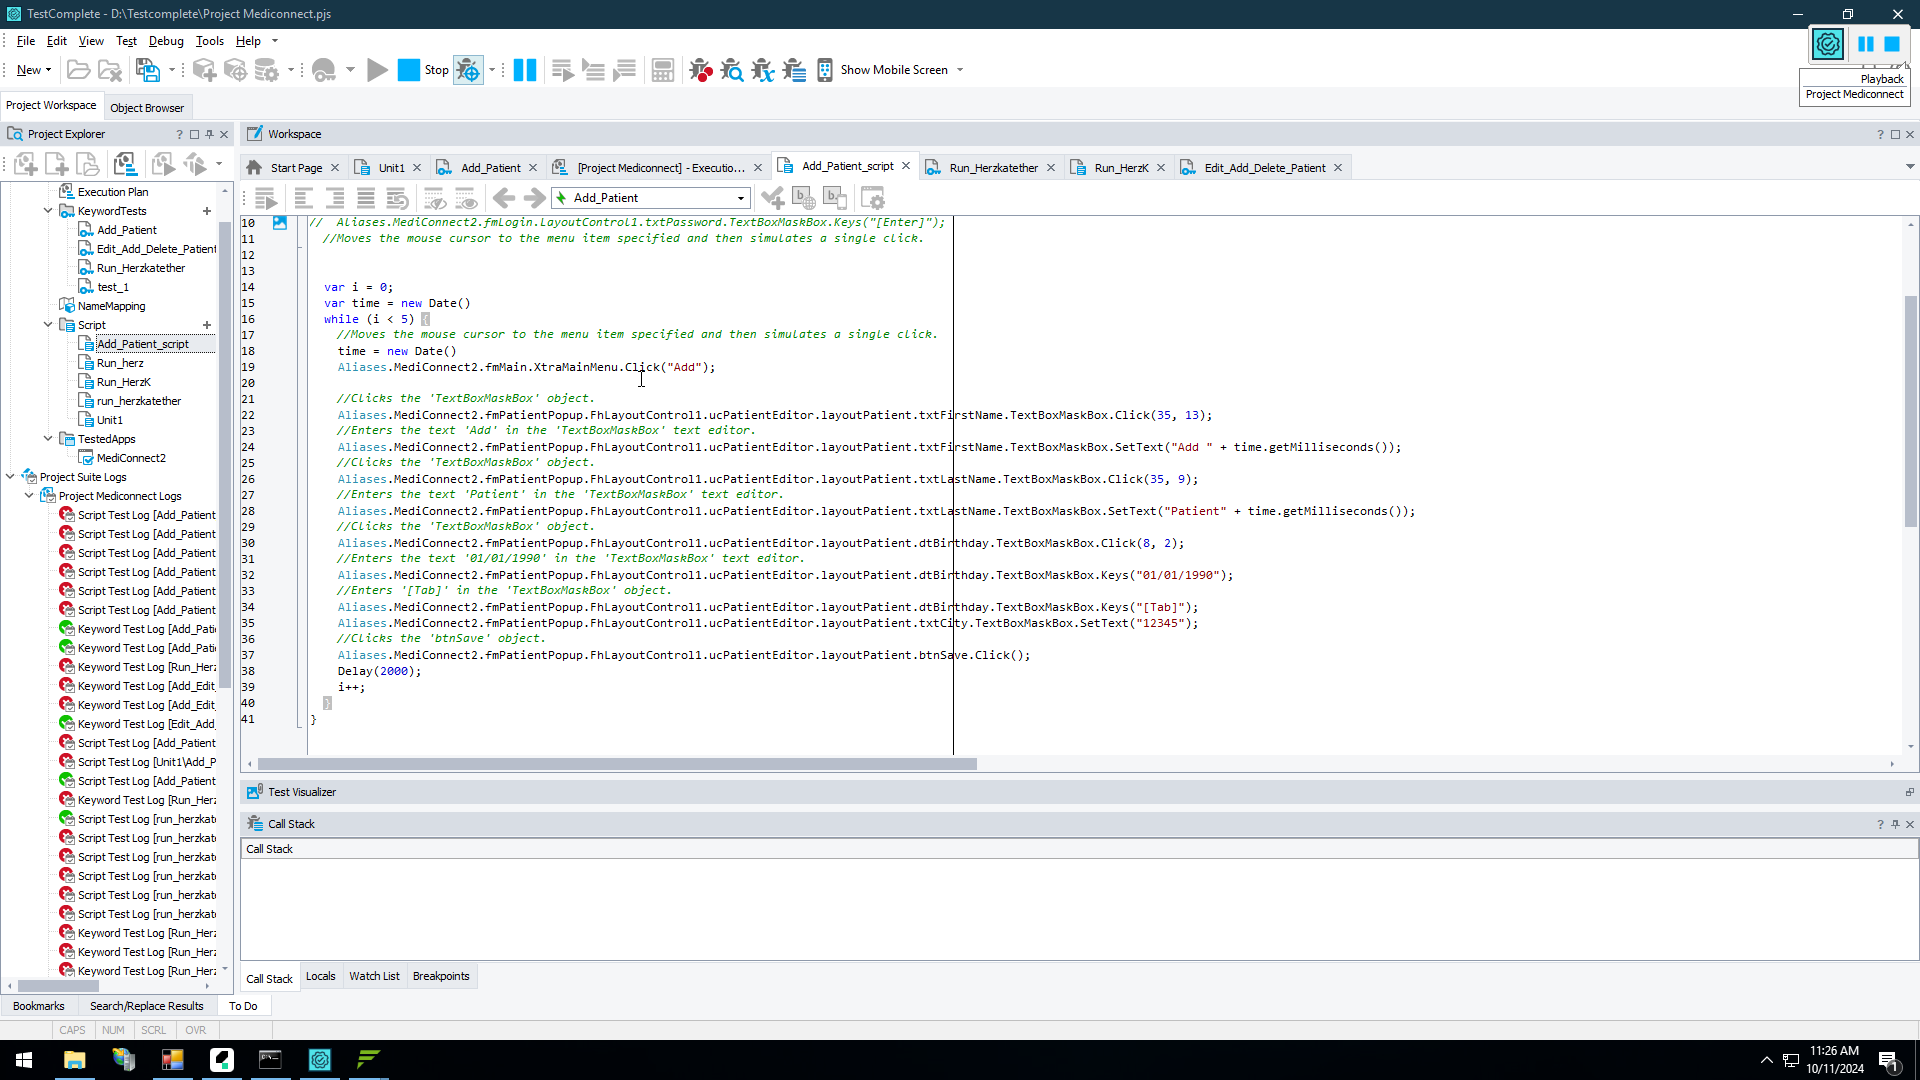 TestComplete - D:\Testcomplete\Project Mediconnect.pjs
File Edit View Test Debug Tools Help
New
Stop
Show Mobile Screen
Playback
Project Mediconnect
Project Workspace
Object Browser
Project Explorer
Workspace
Start Page
Unit1
Add_Patient
[Project Mediconnect] - Executio...
Add_Patient_script
Run_Herzkatether
Run_HerzK
Edit_Add_Delete_Patient
Add_Patient
Execution Plan
KeywordTests
Add_Patient
Edit_Add_Delete_Patient
Run_Herzkatether
test_1
NameMapping
Script
Add_Patient_script
Run_herz
Run_HerzK
run_herzkatether
Unit1
TestedApps
MediConnect2
Project Suite Logs
Project Mediconnect Logs
Script Test Log [Add_Patient
Script Test Log [Add_Patient
Script Test Log [Add_Patient
Script Test Log [Add_Patient
Script Test Log [Add_Patient
Script Test Log [Add_Patient
Keyword Test Log [Add_Pati
Keyword Test Log [Add_Pati
Keyword Test Log [Run_Herz
Keyword Test Log [Add_Edit_
Keyword Test Log [Add_Edit_
Keyword Test Log [Edit_Add_
Script Test Log [Add_Patient
Script Test Log [Unit1\Add_P
Script Test Log [Add_Patient
Keyword Test Log [Run_Herz
Script Test Log [run_herzkat
Script Test Log [run_herzkat
Script Test Log [run_herzkat
Script Test Log [run_herzkat
Script Test Log [run_herzkat
Script Test Log [run_herzkat
Keyword Test Log [Run_Herz
Keyword Test Log [Run_Herz
Keyword Test Log [Run_Herz
10 // Aliases.MediConnect2.fmLogin.LayoutControl1.txtPassword.TextBoxMaskBox.Keys("[Enter]");
11 //Moves the mouse cursor to the menu item specified and then simulates a single click.
12
13
14 var i = 0;
15 var time = new Date()
16 while (i < 5) {
17 //Moves the mouse cursor to the menu item specified and then simulates a single click.
18 time = new Date()
19 Aliases.MediConnect2.fmMain.XtraMainMenu.Click("Add");
20
21 //Clicks the 'TextBoxMaskBox' object.
22 Aliases.MediConnect2.fmPatientPopup.FhLayoutControl1.ucPatientEditor.layoutPatient.txtFirstName.TextBoxMaskBox.Click(35, 13);
23 //Enters the text 'Add' in the 'TextBoxMaskBox' text editor.
24 Aliases.MediConnect2.fmPatientPopup.FhLayoutControl1.ucPatientEditor.layoutPatient.txtFirstName.TextBoxMaskBox.SetText("Add " + time.getMilliseconds());
25 //Clicks the 'TextBoxMaskBox' object.
26 Aliases.MediConnect2.fmPatientPopup.FhLayoutControl1.ucPatientEditor.layoutPatient.txtLastName.TextBoxMaskBox.Click(35, 9);
27 //Enters the text 'Patient' in the 'TextBoxMaskBox' text editor.
28 Aliases.MediConnect2.fmPatientPopup.FhLayoutControl1.ucPatientEditor.layoutPatient.txtLastName.TextBoxMaskBox.SetText("Patient" + time.getMilliseconds());
29 //Clicks the 'TextBoxMaskBox' object.
30 Aliases.MediConnect2.fmPatientPopup.FhLayoutControl1.ucPatientEditor.layoutPatient.dtBirthday.TextBoxMaskBox.Click(8, 2);
31 //Enters the text '01/01/1990' in the 'TextBoxMaskBox' text editor.
32 Aliases.MediConnect2.fmPatientPopup.FhLayoutControl1.ucPatientEditor.layoutPatient.dtBirthday.TextBoxMaskBox.Keys("01/01/1990");
33 //Enters '[Tab]' in the 'TextBoxMaskBox' object.
34 Aliases.MediConnect2.fmPatientPopup.FhLayoutControl1.ucPatientEditor.layoutPatient.dtBirthday.TextBoxMaskBox.Keys("[Tab]");
35 Aliases.MediConnect2.fmPatientPopup.FhLayoutControl1.ucPatientEditor.layoutPatient.txtCity.TextBoxMaskBox.SetText("12345");
36 //Clicks the 'btnSave' object.
37 Aliases.MediConnect2.fmPatientPopup.FhLayoutControl1.ucPatientEditor.layoutPatient.btnSave.Click();
38 Delay(2000);
39 i++;
40 }
41 }
Test Visualizer
Call Stack
Call Stack
Call Stack Locals Watch List Breakpoints
Bookmarks Search/Replace Results To Do
CAPS NUM SCRL OVR
11:26 AM
10/11/2024
1